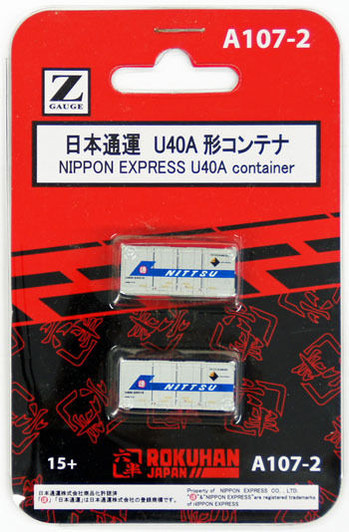 A107-2
Z
GAUGE
日本通運 U40A 形コンテナ
NIPPON EXPRESS U40A container
NITTSU
NITTSU
六半
ROKUHAN
JAPAN
15+
A107-2
日本通運株式会社商品化許諾済
「通」「日本通運」は日本通運株式会社の登録商標です。
Property of NIPPON EXPRESS CO., LTD.
"通"&"NIPPON EXPRESS"are registered trademarks
of NIPPON EXPRESS